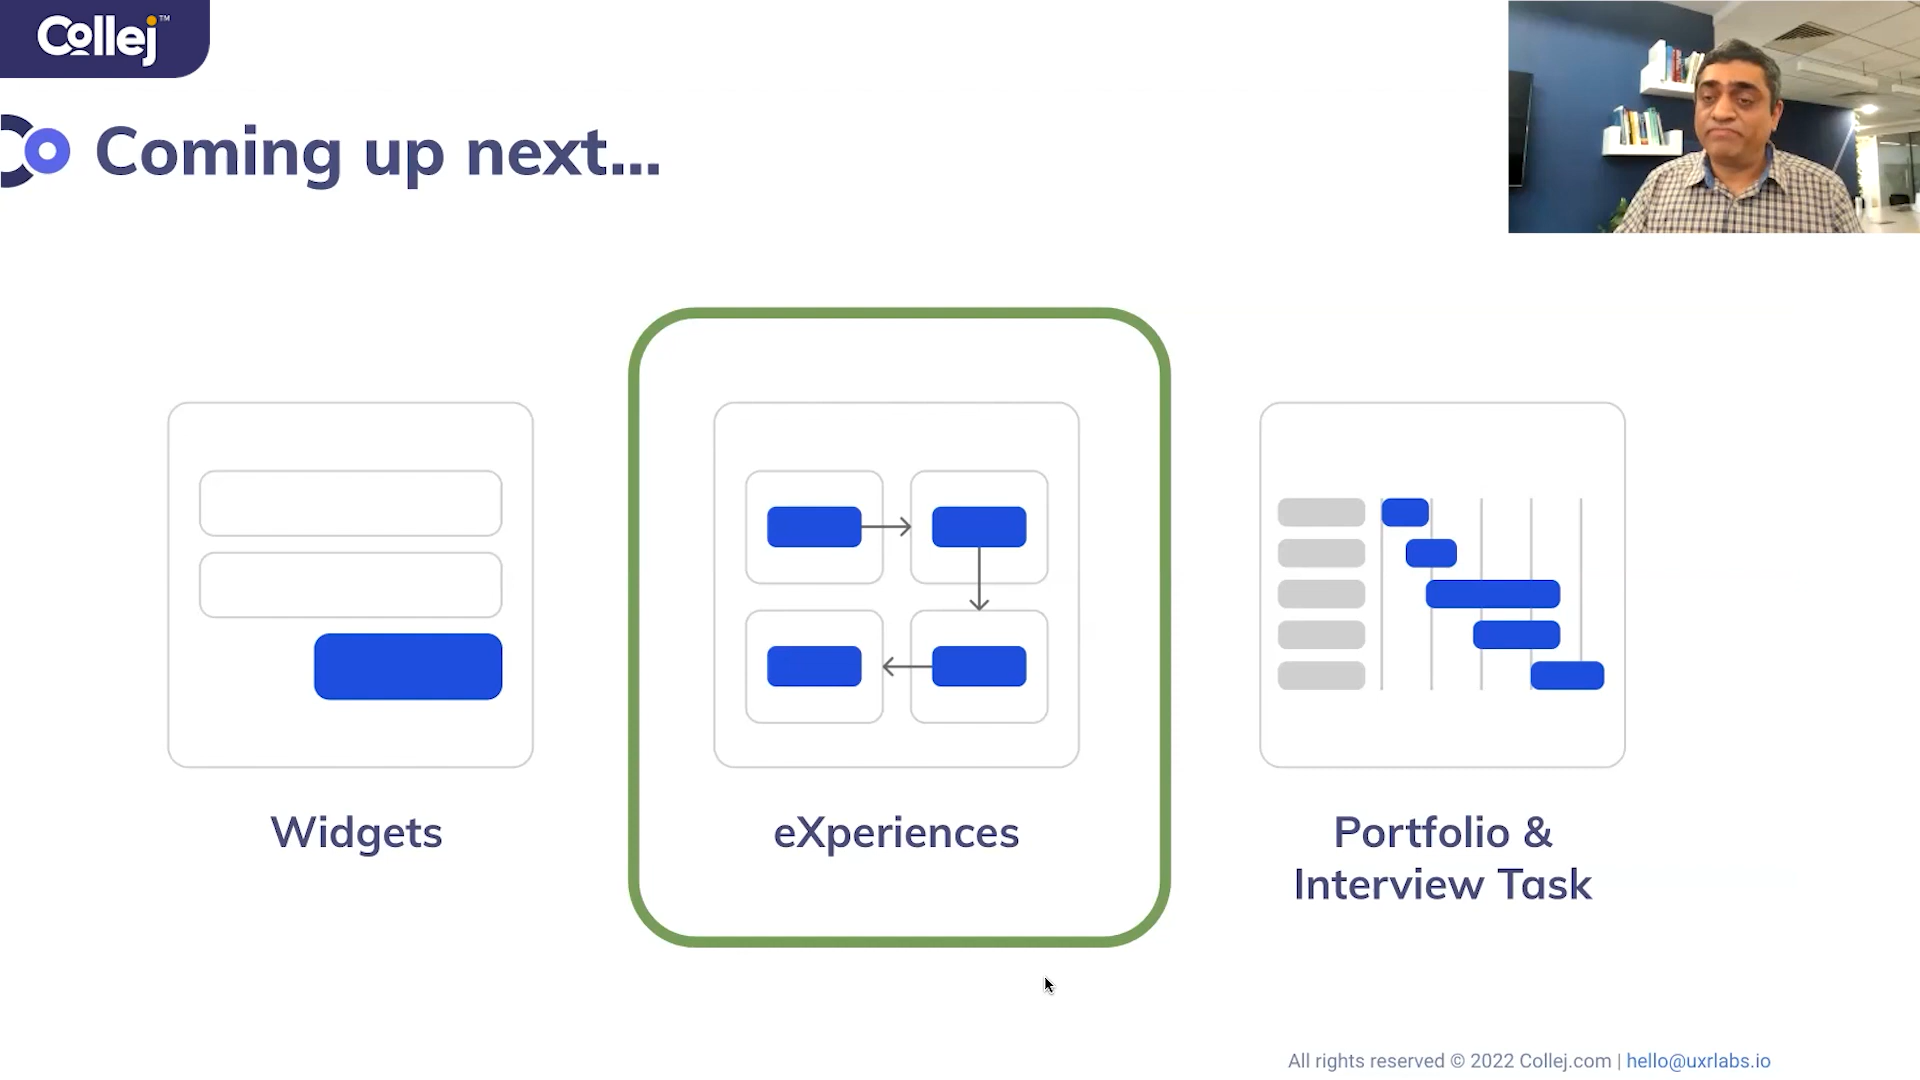 Collej™
Coming up next...
Widgets
eXperiences
Portfolio &
Interview Task
All rights reserved © 2022 Collej.com | hello@uxrlabs.io